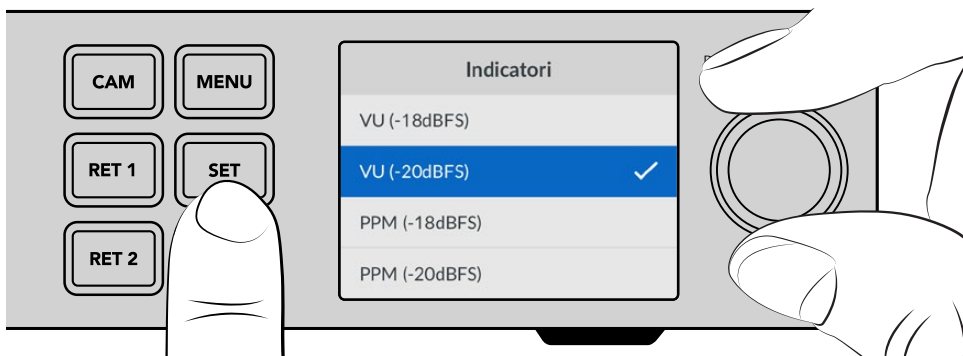 CAM
MENU
RET 1
SET
RET 2
Indicatori
VU (-18dBFS)
VU (-20dBFS)
PPM (-18dBFS)
PPM (-20dBFS)